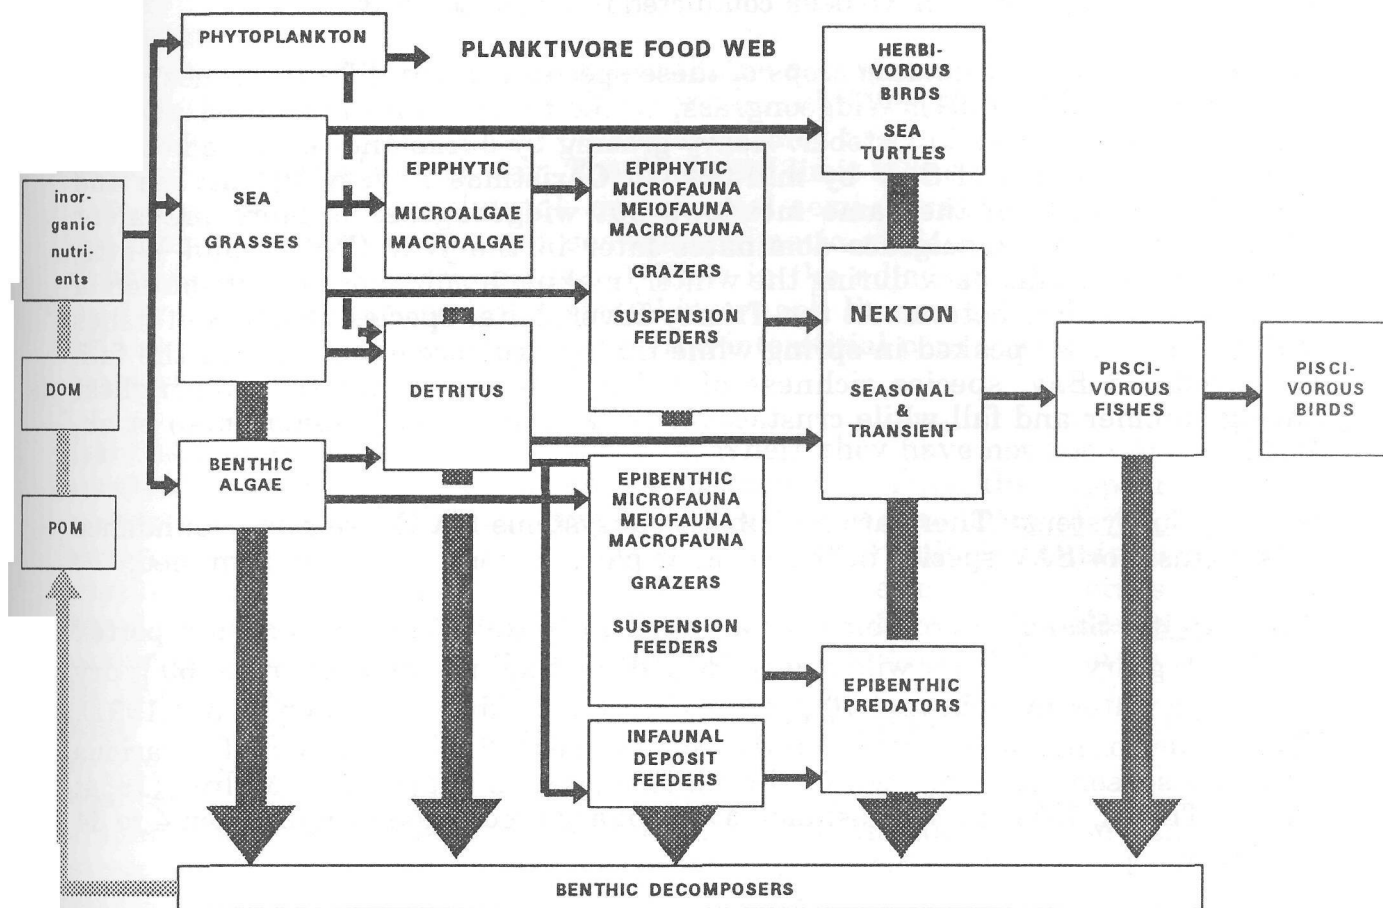 PHYTOPLANKTON
PLANKTIVORE FOOD WEB
HERBI-
VOROUS
BIRDS
SEA
TURTLES
inor-
ganic
nutri-
ents
SEA
GRASSES
EPIPHYTIC
MICROALGAE
MACROALGAE
EPIPHYTIC
MICROFAUNA
MEIOFAUNA
MACROFAUNA
GRAZERS
SUSPENSION
FEEDERS
NEKTON
SEASONAL
&
TRANSIENT
PISCI-
VOROUS
FISHES
PISCI-
VOROUS
BIRDS
DOM
DETRITUS
BENTHIC
ALGAE
POM
EPIBENTHIC
MICROFAUNA
MEIOFAUNA
MACROFAUNA
GRAZERS
SUSPENSION
FEEDERS
EPIBENTHIC
PREDATORS
INFAUNAL
DEPOSIT
FEEDERS
BENTHIC DECOMPOSERS